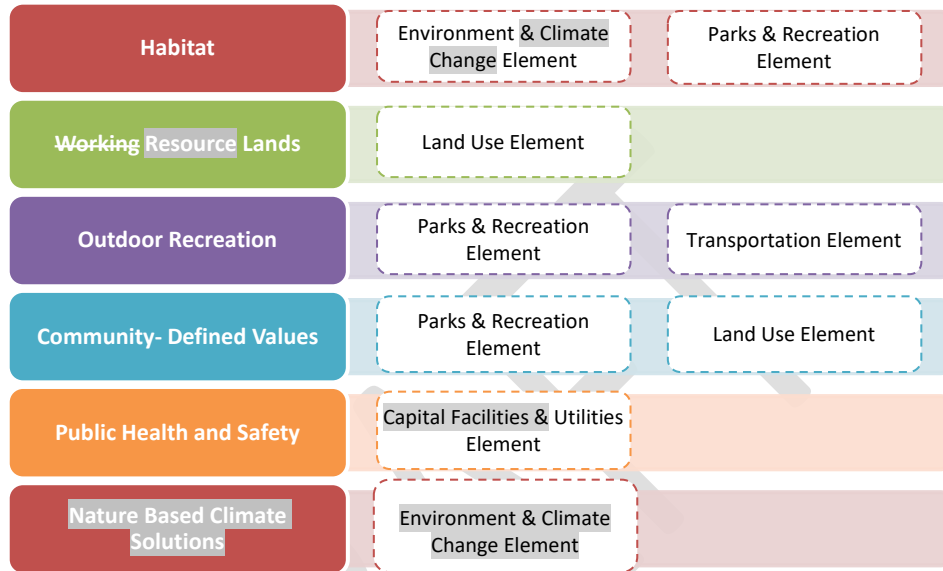 Habitat
Environment & Climate
Change Element
Parks & Recreation
Element
Working Resource Lands
Land Use Element
Outdoor Recreation
Parks & Recreation
Element
Transportation Element
Community- Defined Values
Parks & Recreation
Element
Land Use Element
Public Health and Safety
Capital Facilities & Utilities
Element
Nature Based Climate
Solutions
Environment & Climate
Change Element